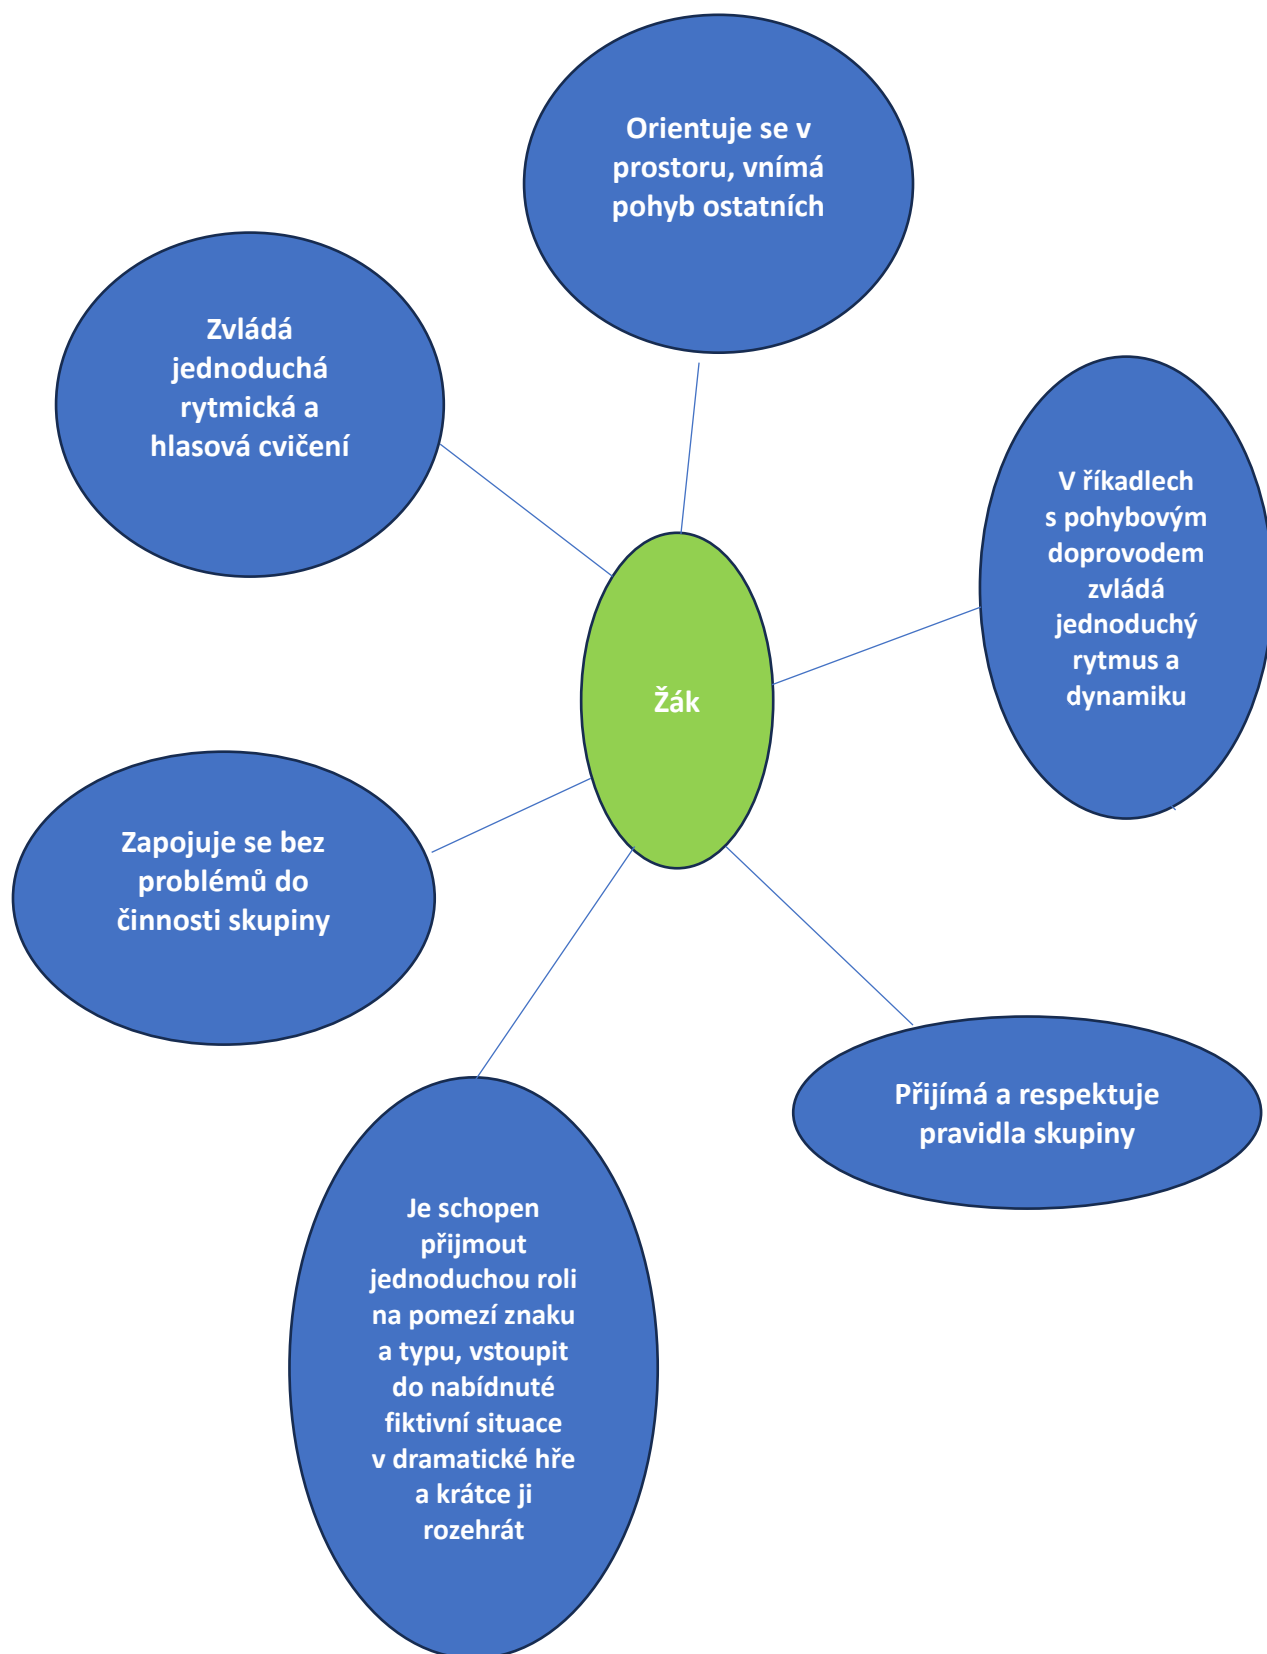 Orientuje se v
prostoru, vnímá
pohyb ostatních
Zvládá
jednoduchá
rytmická a
hlasová cvičení
V říkadlech
s pohybovým
doprovodem
zvládá
jednoduchý
rytmus a
dynamiku
Žák
Zapojuje se bez
problémů do
činnosti skupiny
Přijímá a respektuje
pravidla skupiny
Je schopen
přijmout
jednoduchou roli
na pomezí znaku
a typu, vstoupit
do nabídnuté
fiktivní situace
v dramatické hře
a krátce ji
rozehrát